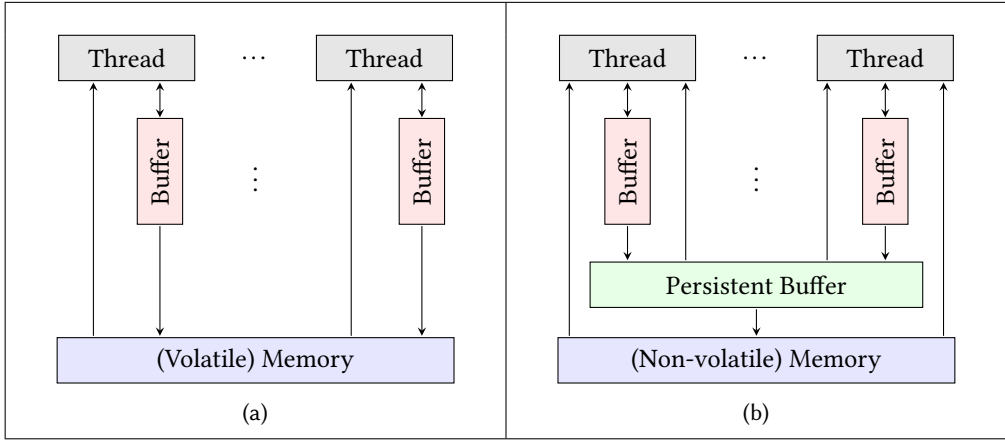 Thread ... Thread
Buffer
⋮
Buffer
(Volatile) Memory
(a)
Thread ... Thread
Buffer
⋮
Buffer
Persistent Buffer
(Non-volatile) Memory
(b)